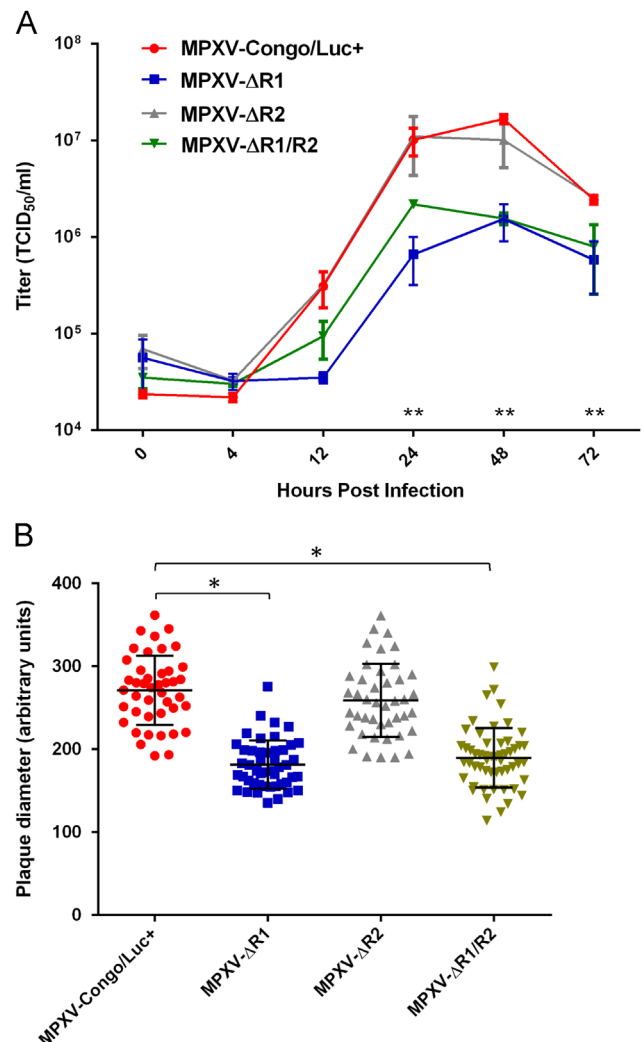 A
10⁸
10⁷
10⁶
10⁵
10⁴
Titer (TCID₅₀/ml)
MPXV-Congo/Luc+
MPXV-ΔR1
MPXV-ΔR2
MPXV-ΔR1/R2
** ** **
0 4 12 24 48 72
Hours Post Infection
B
*
*
400
300
200
100
0
Plaque diameter (arbitrary units)
MPXV-Congo/Luc+
MPXV-ΔR1
MPXV-ΔR2
MPXV-ΔR1/R2